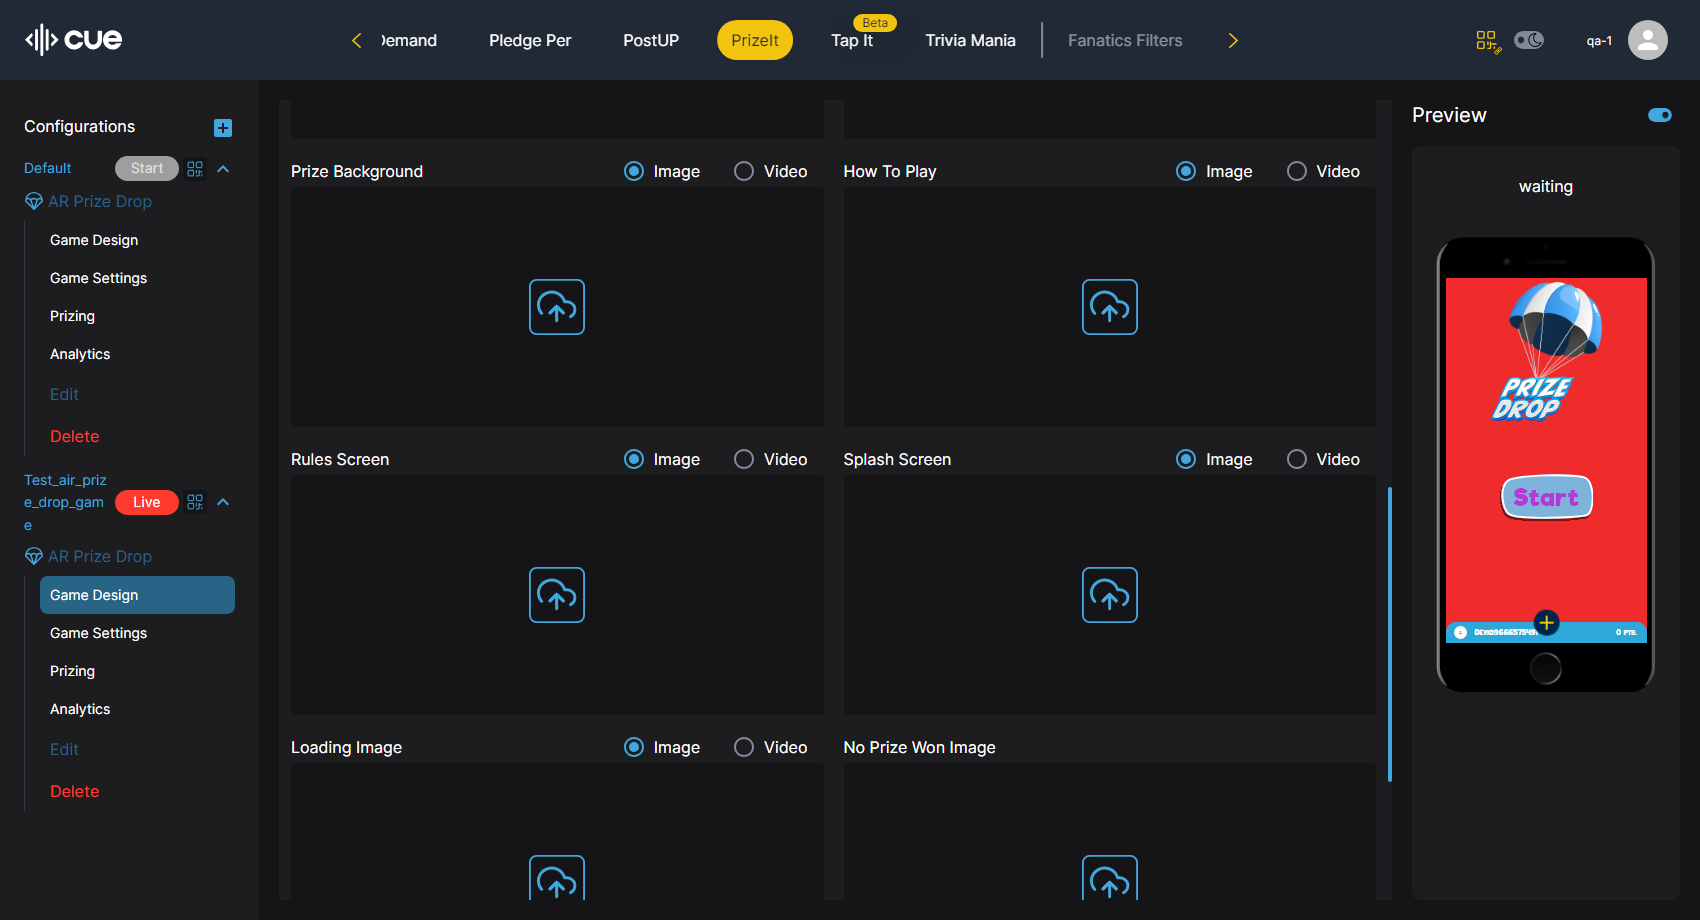 cue
Demand
Pledge Per
PostUP
PrizeIt
Beta
Tap It
Trivia Mania
Fanatics Filters
qa-1
Configurations
Default
Start
AR Prize Drop
Game Design
Game Settings
Prizing
Analytics
Edit
Delete
Test_air_priz
e_drop_gam
e
Live
AR Prize Drop
Game Design
Game Settings
Prizing
Analytics
Edit
Delete
Prize Background
Image
Video
How To Play
Image
Video
Rules Screen
Image
Video
Splash Screen
Image
Video
Loading Image
Image
Video
No Prize Won Image
Preview
waiting
PRIZE
DROP
Start
0 PTS.